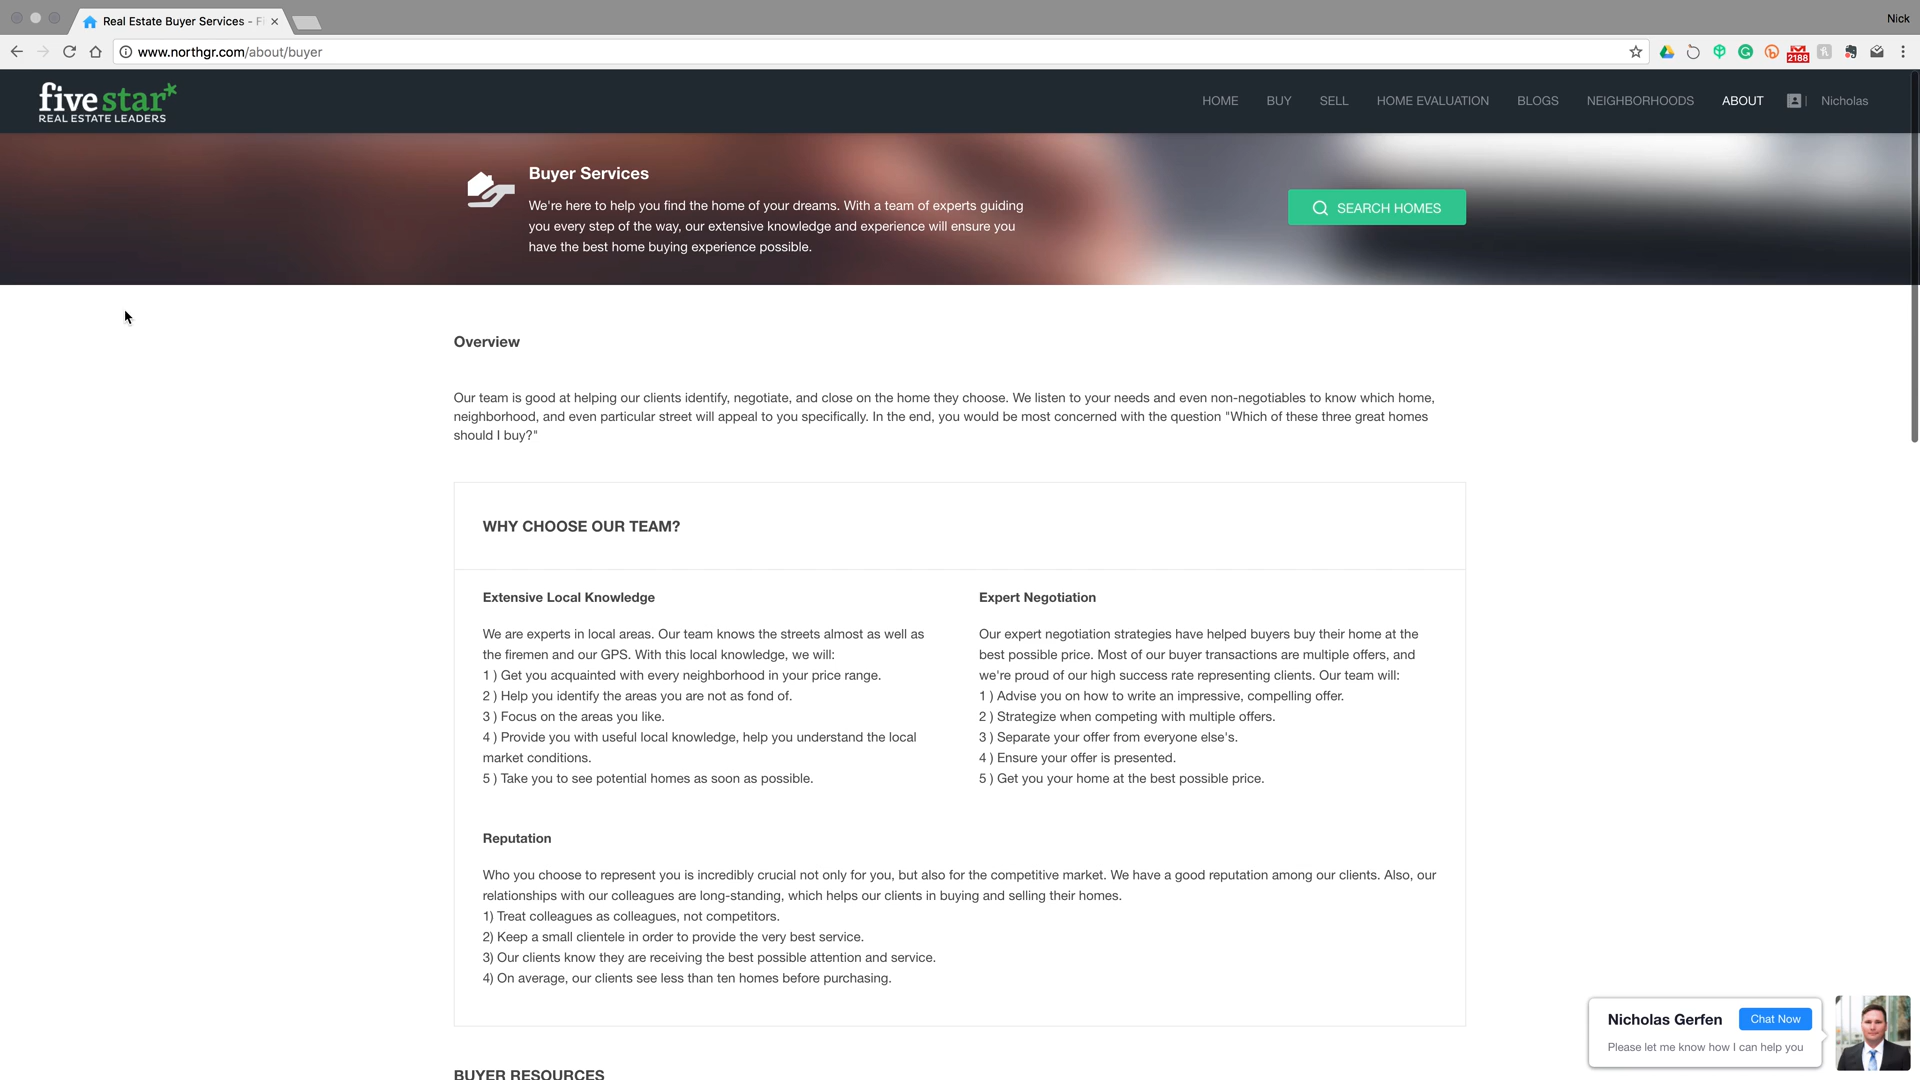 Real Estate Buyer Services - Fi
Nick
www.northgr.com/about/buyer
2188
five star*
REAL ESTATE LEADERS
HOME
BUY
SELL
HOME EVALUATION
BLOGS
NEIGHBORHOODS
ABOUT
| Nicholas
Buyer Services
We're here to help you find the home of your dreams. With a team of experts guiding
you every step of the way, our extensive knowledge and experience will ensure you
have the best home buying experience possible.
SEARCH HOMES
Overview
Our team is good at helping our clients identify, negotiate, and close on the home they choose. We listen to your needs and even non-negotiables to know which home,
neighborhood, and even particular street will appeal to you specifically. In the end, you would be most concerned with the question "Which of these three great homes
should I buy?"
WHY CHOOSE OUR TEAM?
Extensive Local Knowledge
We are experts in local areas. Our team knows the streets almost as well as
the firemen and our GPS. With this local knowledge, we will:
1 ) Get you acquainted with every neighborhood in your price range.
2 ) Help you identify the areas you are not as fond of.
3 ) Focus on the areas you like.
4 ) Provide you with useful local knowledge, help you understand the local
market conditions.
5 ) Take you to see potential homes as soon as possible.
Expert Negotiation
Our expert negotiation strategies have helped buyers buy their home at the
best possible price. Most of our buyer transactions are multiple offers, and
we're proud of our high success rate representing clients. Our team will:
1 ) Advise you on how to write an impressive, compelling offer.
2 ) Strategize when competing with multiple offers.
3 ) Separate your offer from everyone else's.
4 ) Ensure your offer is presented.
5 ) Get you your home at the best possible price.
Reputation
Who you choose to represent you is incredibly crucial not only for you, but also for the competitive market. We have a good reputation among our clients. Also, our
relationships with our colleagues are long-standing, which helps our clients in buying and selling their homes.
1) Treat colleagues as colleagues, not competitors.
2) Keep a small clientele in order to provide the very best service.
3) Our clients know they are receiving the best possible attention and service.
4) On average, our clients see less than ten homes before purchasing.
BUYER RESOURCES
Nicholas Gerfen
Chat Now
Please let me know how I can help you